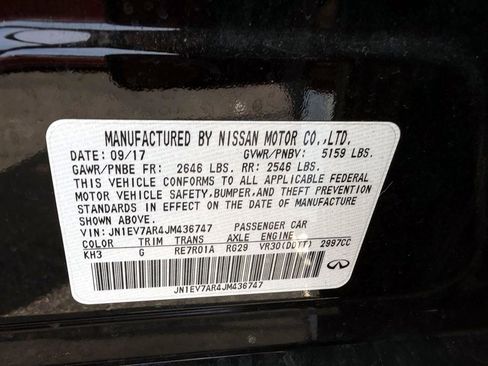 MANUFACTURED BY NISSAN MOTOR CO.,LTD.
DATE: 09/17 GVWR/PNBV: 5159 LBS.
GAWR/PNBE FR: 2646 LBS. RR: 2546 LBS.
THIS VEHICLE CONFORMS TO ALL APPLICABLE FEDERAL
MOTOR VEHICLE SAFETY,BUMPER,AND THEFT PREVENTION
STANDARDS IN EFFECT ON THE DATE OF MANUFACTURE
SHOWN ABOVE.
VIN: JN1EV7AR4JM436747 PASSENGER CAR
COLOR TRIM TRANS AXLE ENGINE
KH3 G RE7R01A RG29 VR30(DDTT) 2997CC
JN1EV7AR4JM436747